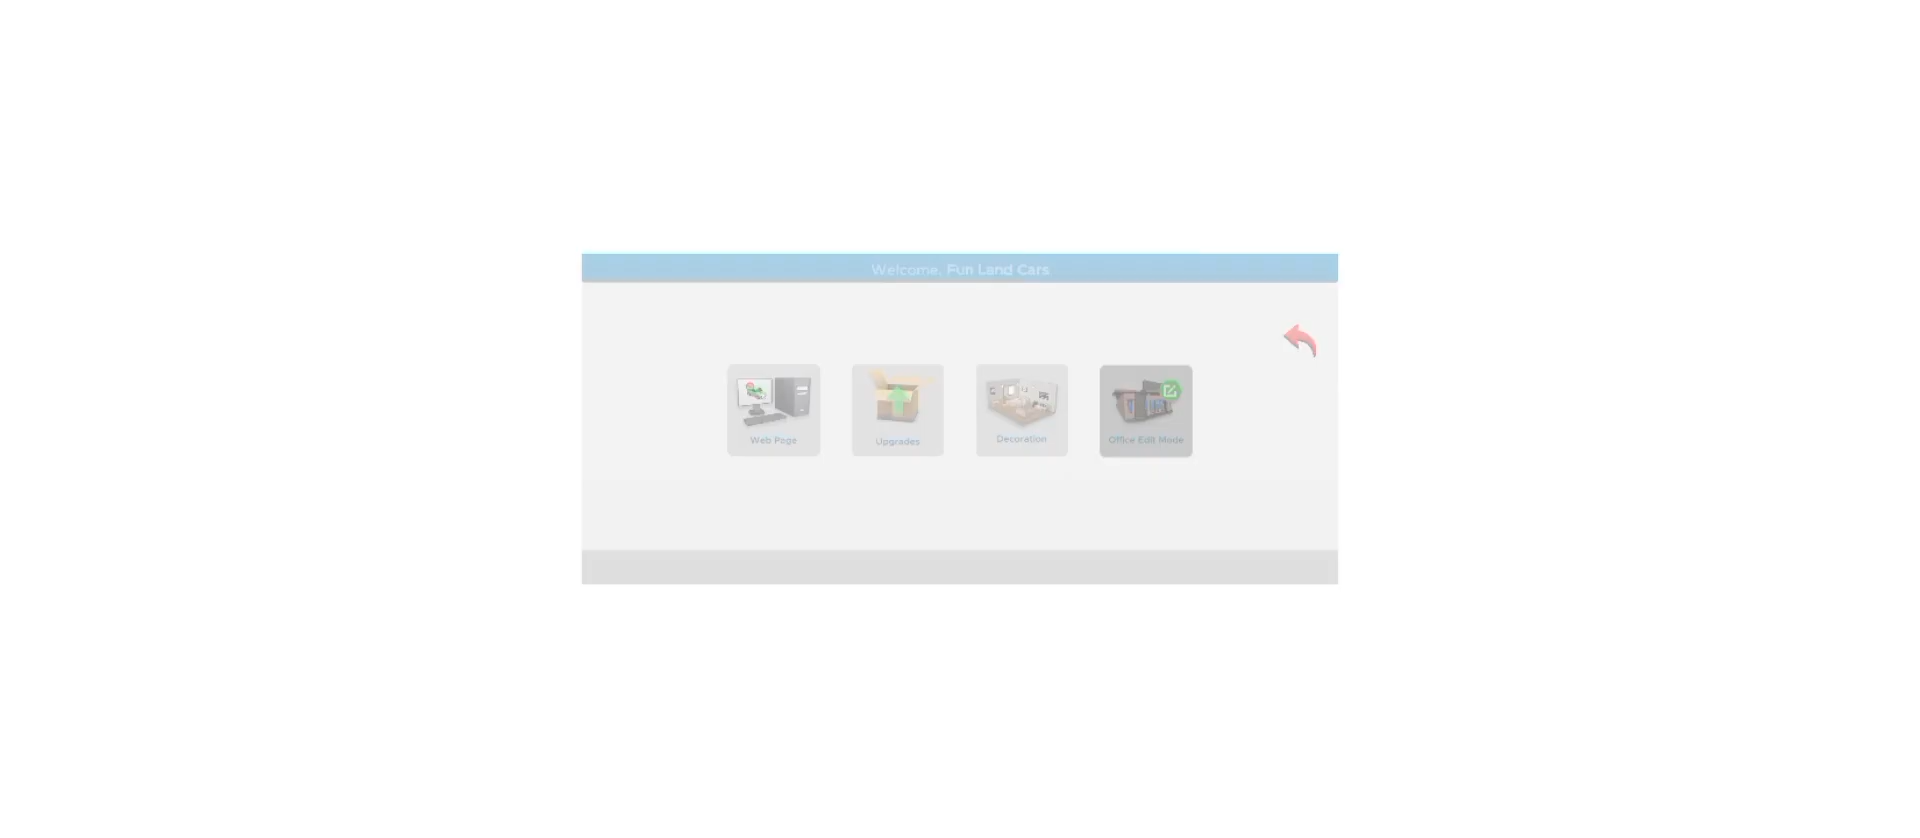 Welcome, Fun Land Cars
Web Page
Upgrades
Decoration
Office Edit Mode